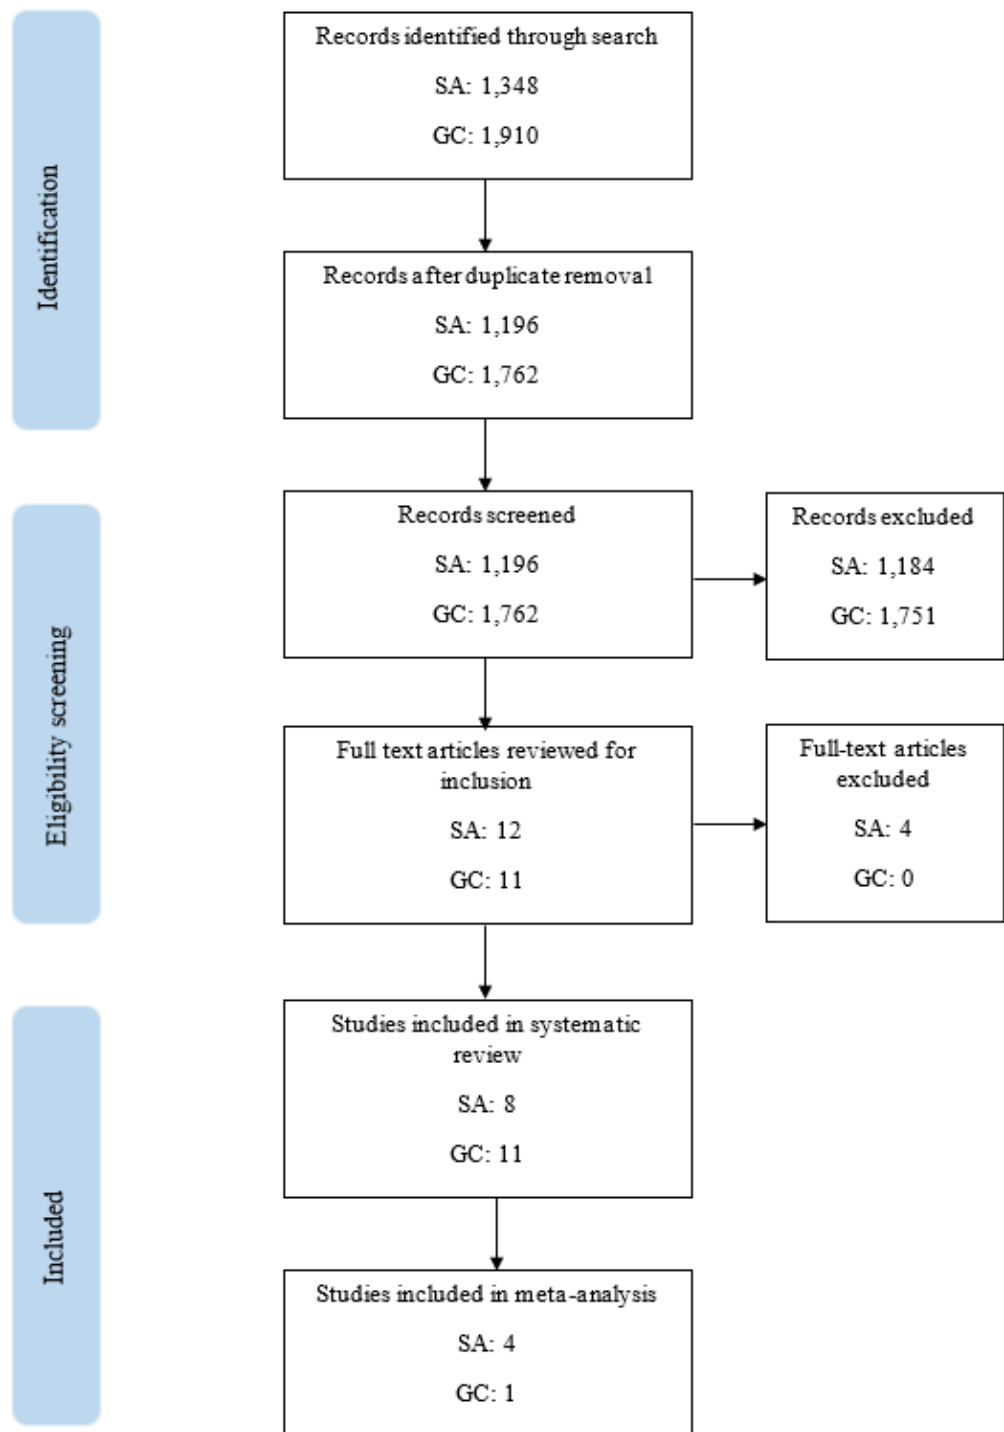 Identification
Records identified through search
SA: 1,348
GC: 1,910
Records after duplicate removal
SA: 1,196
GC: 1,762
Eligibility screening
Records screened
SA: 1,196
GC: 1,762
Records excluded
SA: 1,184
GC: 1,751
Full text articles reviewed for
inclusion
SA: 12
GC: 11
Full-text articles
excluded
SA: 4
GC: 0
Included
Studies included in systematic
review
SA: 8
GC: 11
Studies included in meta-analysis
SA: 4
GC: 1